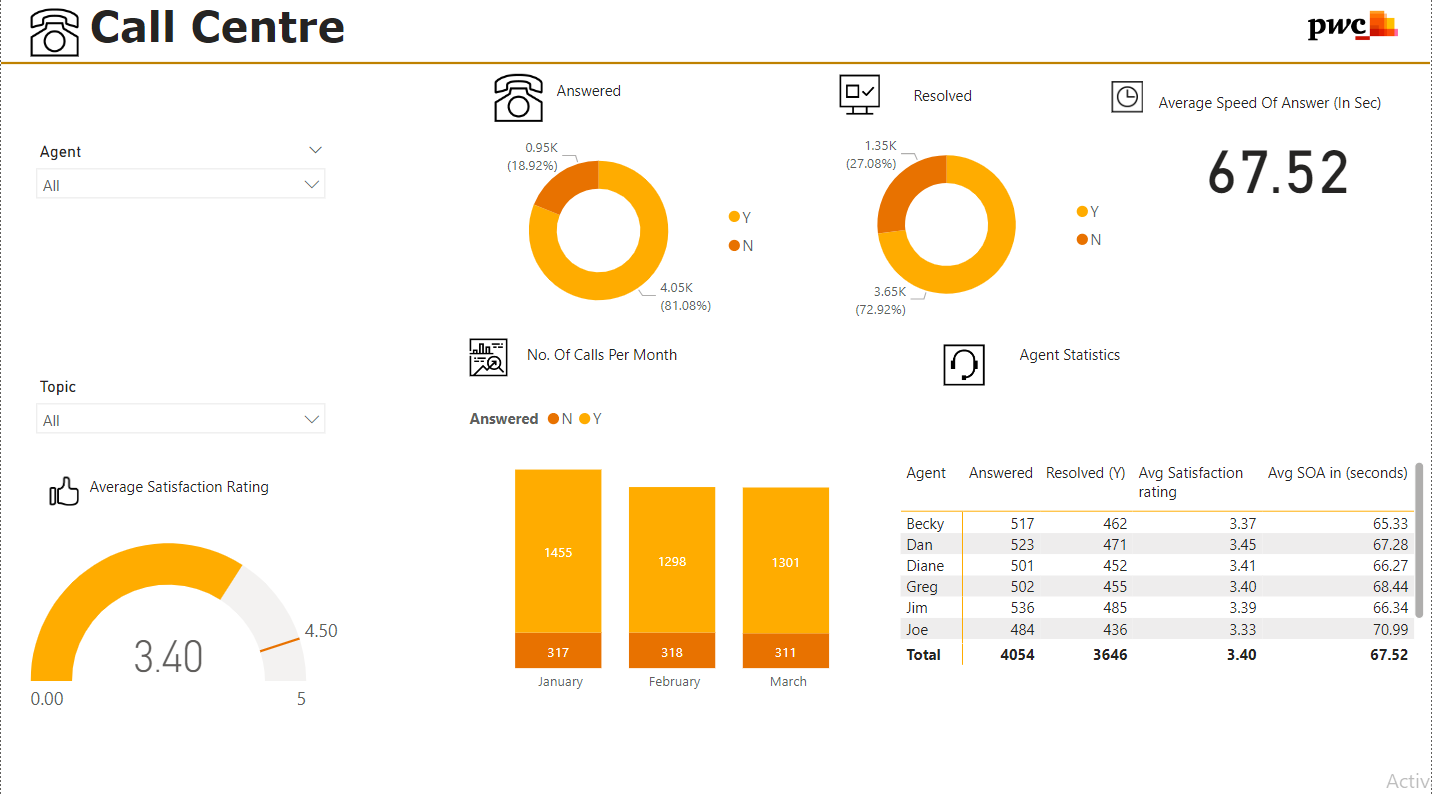 Call Centre
pwc
Answered
Resolved
Average Speed Of Answer (In Sec)
67.52
Agent
All
0.95K
(18.92%)
4.05K
(81.08%)
Y
N
1.35K
(27.08%)
3.65K
(72.92%)
Y
N
Topic
All
Average Satisfaction Rating
3.40
4.50
0.00
5
No. Of Calls Per Month
Answered N Y
1455 1298 1301
317 318 311
January February March
Agent Statistics
Agent Answered Resolved (Y) Avg Satisfaction Avg SOA in (seconds)
rating
Becky 517 462 3.37 65.33
Dan 523 471 3.45 67.28
Diane 501 452 3.41 66.27
Greg 502 455 3.40 68.44
Jim 536 485 3.39 66.34
Joe 484 436 3.33 70.99
Total 4054 3646 3.40 67.52
Activ